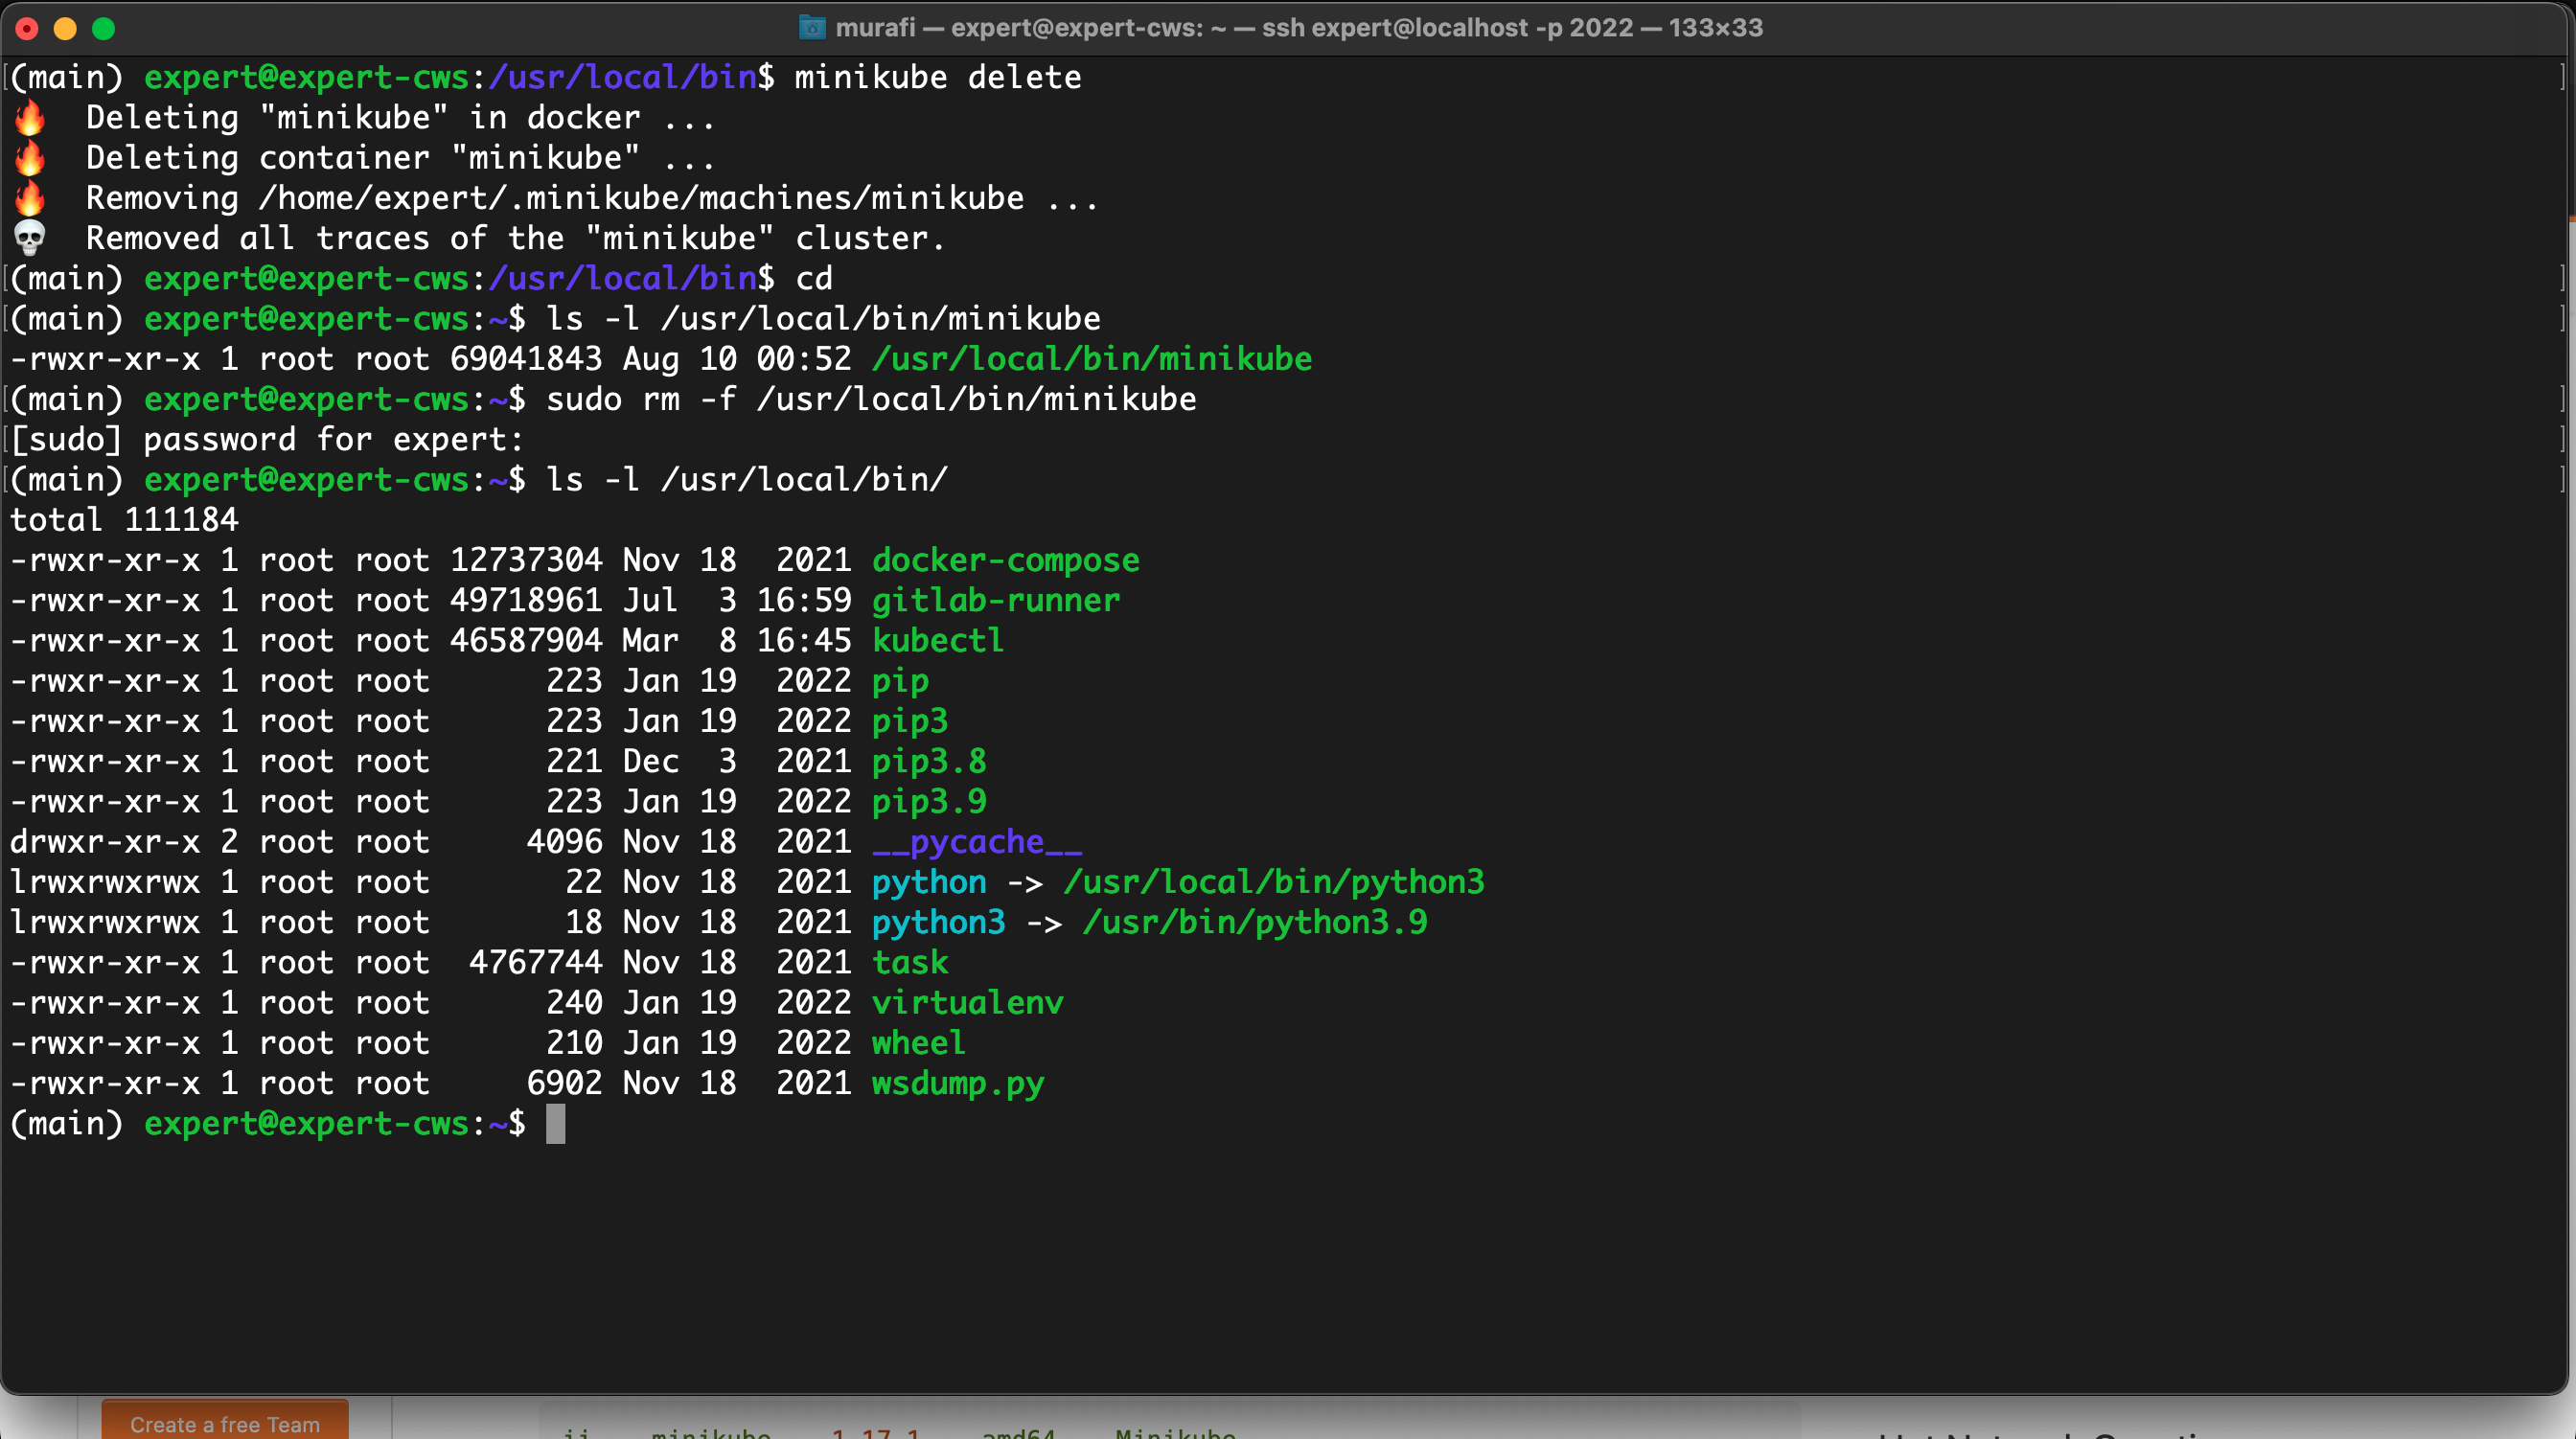 murafi — expert@expert-cws: ~ — ssh expert@localhost -p 2022 — 133×33
(main) expert@expert-cws:/usr/local/bin$ minikube delete
🔥  Deleting "minikube" in docker ...
🔥  Deleting container "minikube" ...
🔥  Removing /home/expert/.minikube/machines/minikube ...
💀  Removed all traces of the "minikube" cluster.
(main) expert@expert-cws:/usr/local/bin$ cd
(main) expert@expert-cws:~$ ls -l /usr/local/bin/minikube
-rwxr-xr-x 1 root root 69041843 Aug 10 00:52 /usr/local/bin/minikube
(main) expert@expert-cws:~$ sudo rm -f /usr/local/bin/minikube
[sudo] password for expert:
(main) expert@expert-cws:~$ ls -l /usr/local/bin/
total 111184
-rwxr-xr-x 1 root root 12737304 Nov 18  2021 docker-compose
-rwxr-xr-x 1 root root 49718961 Jul  3 16:59 gitlab-runner
-rwxr-xr-x 1 root root 46587904 Mar  8 16:45 kubectl
-rwxr-xr-x 1 root root      223 Jan 19  2022 pip
-rwxr-xr-x 1 root root      223 Jan 19  2022 pip3
-rwxr-xr-x 1 root root      221 Dec  3  2021 pip3.8
-rwxr-xr-x 1 root root      223 Jan 19  2022 pip3.9
drwxr-xr-x 2 root root     4096 Nov 18  2021 __pycache__
lrwxrwxrwx 1 root root       22 Nov 18  2021 python -> /usr/local/bin/python3
lrwxrwxrwx 1 root root       18 Nov 18  2021 python3 -> /usr/bin/python3.9
-rwxr-xr-x 1 root root  4767744 Nov 18  2021 task
-rwxr-xr-x 1 root root      240 Jan 19  2022 virtualenv
-rwxr-xr-x 1 root root      210 Jan 19  2022 wheel
-rwxr-xr-x 1 root root     6902 Nov 18  2021 wsdump.py
(main) expert@expert-cws:~$
Create a free Team
ii minikube 1.17.1 amd64 Minikube